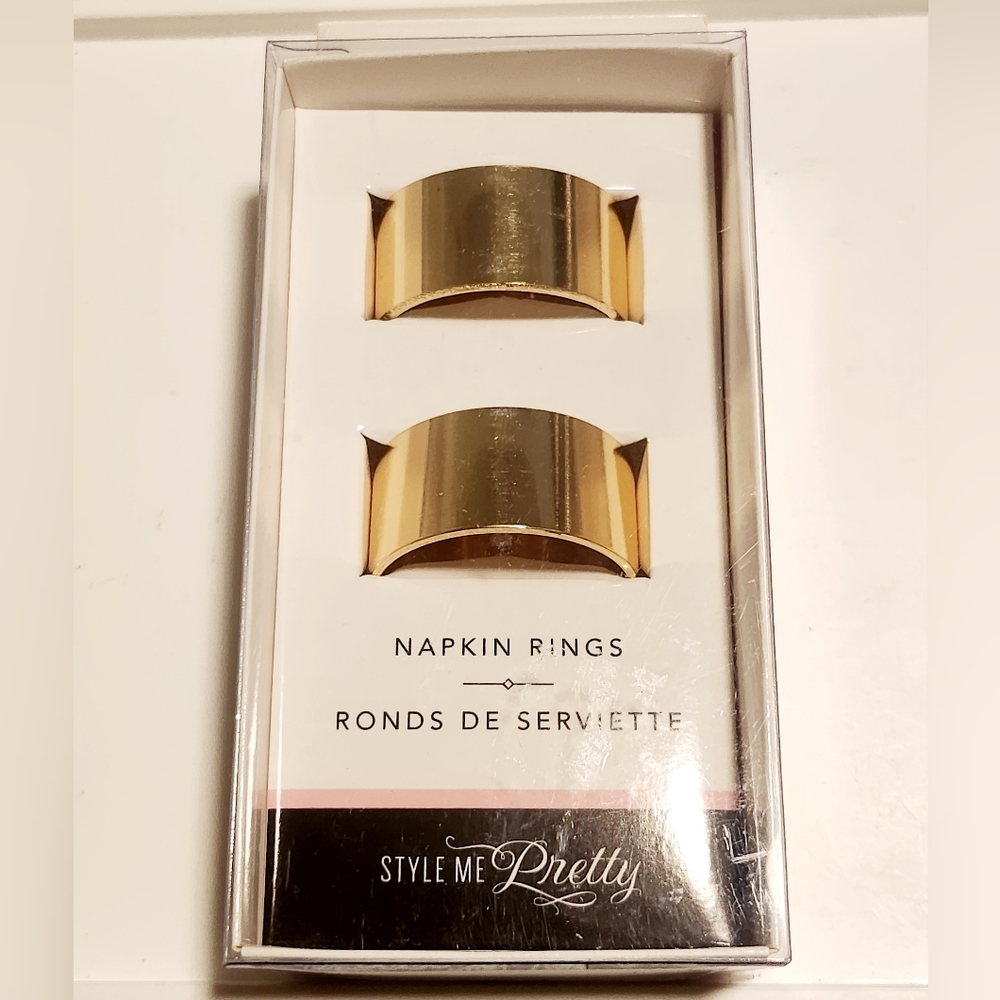 NAPKIN RINGS
RONDS DE SERVIETTE
STYLE ME Pretty